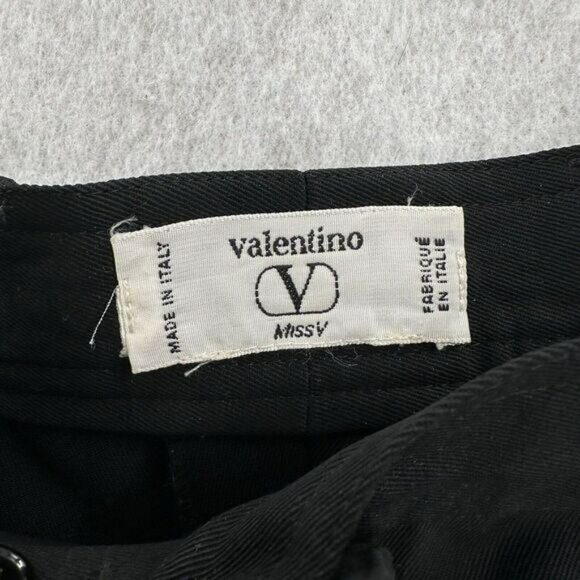 valentino
V
MISS V
MADE IN ITALY
FABRIQUÉ
EN ITALIE